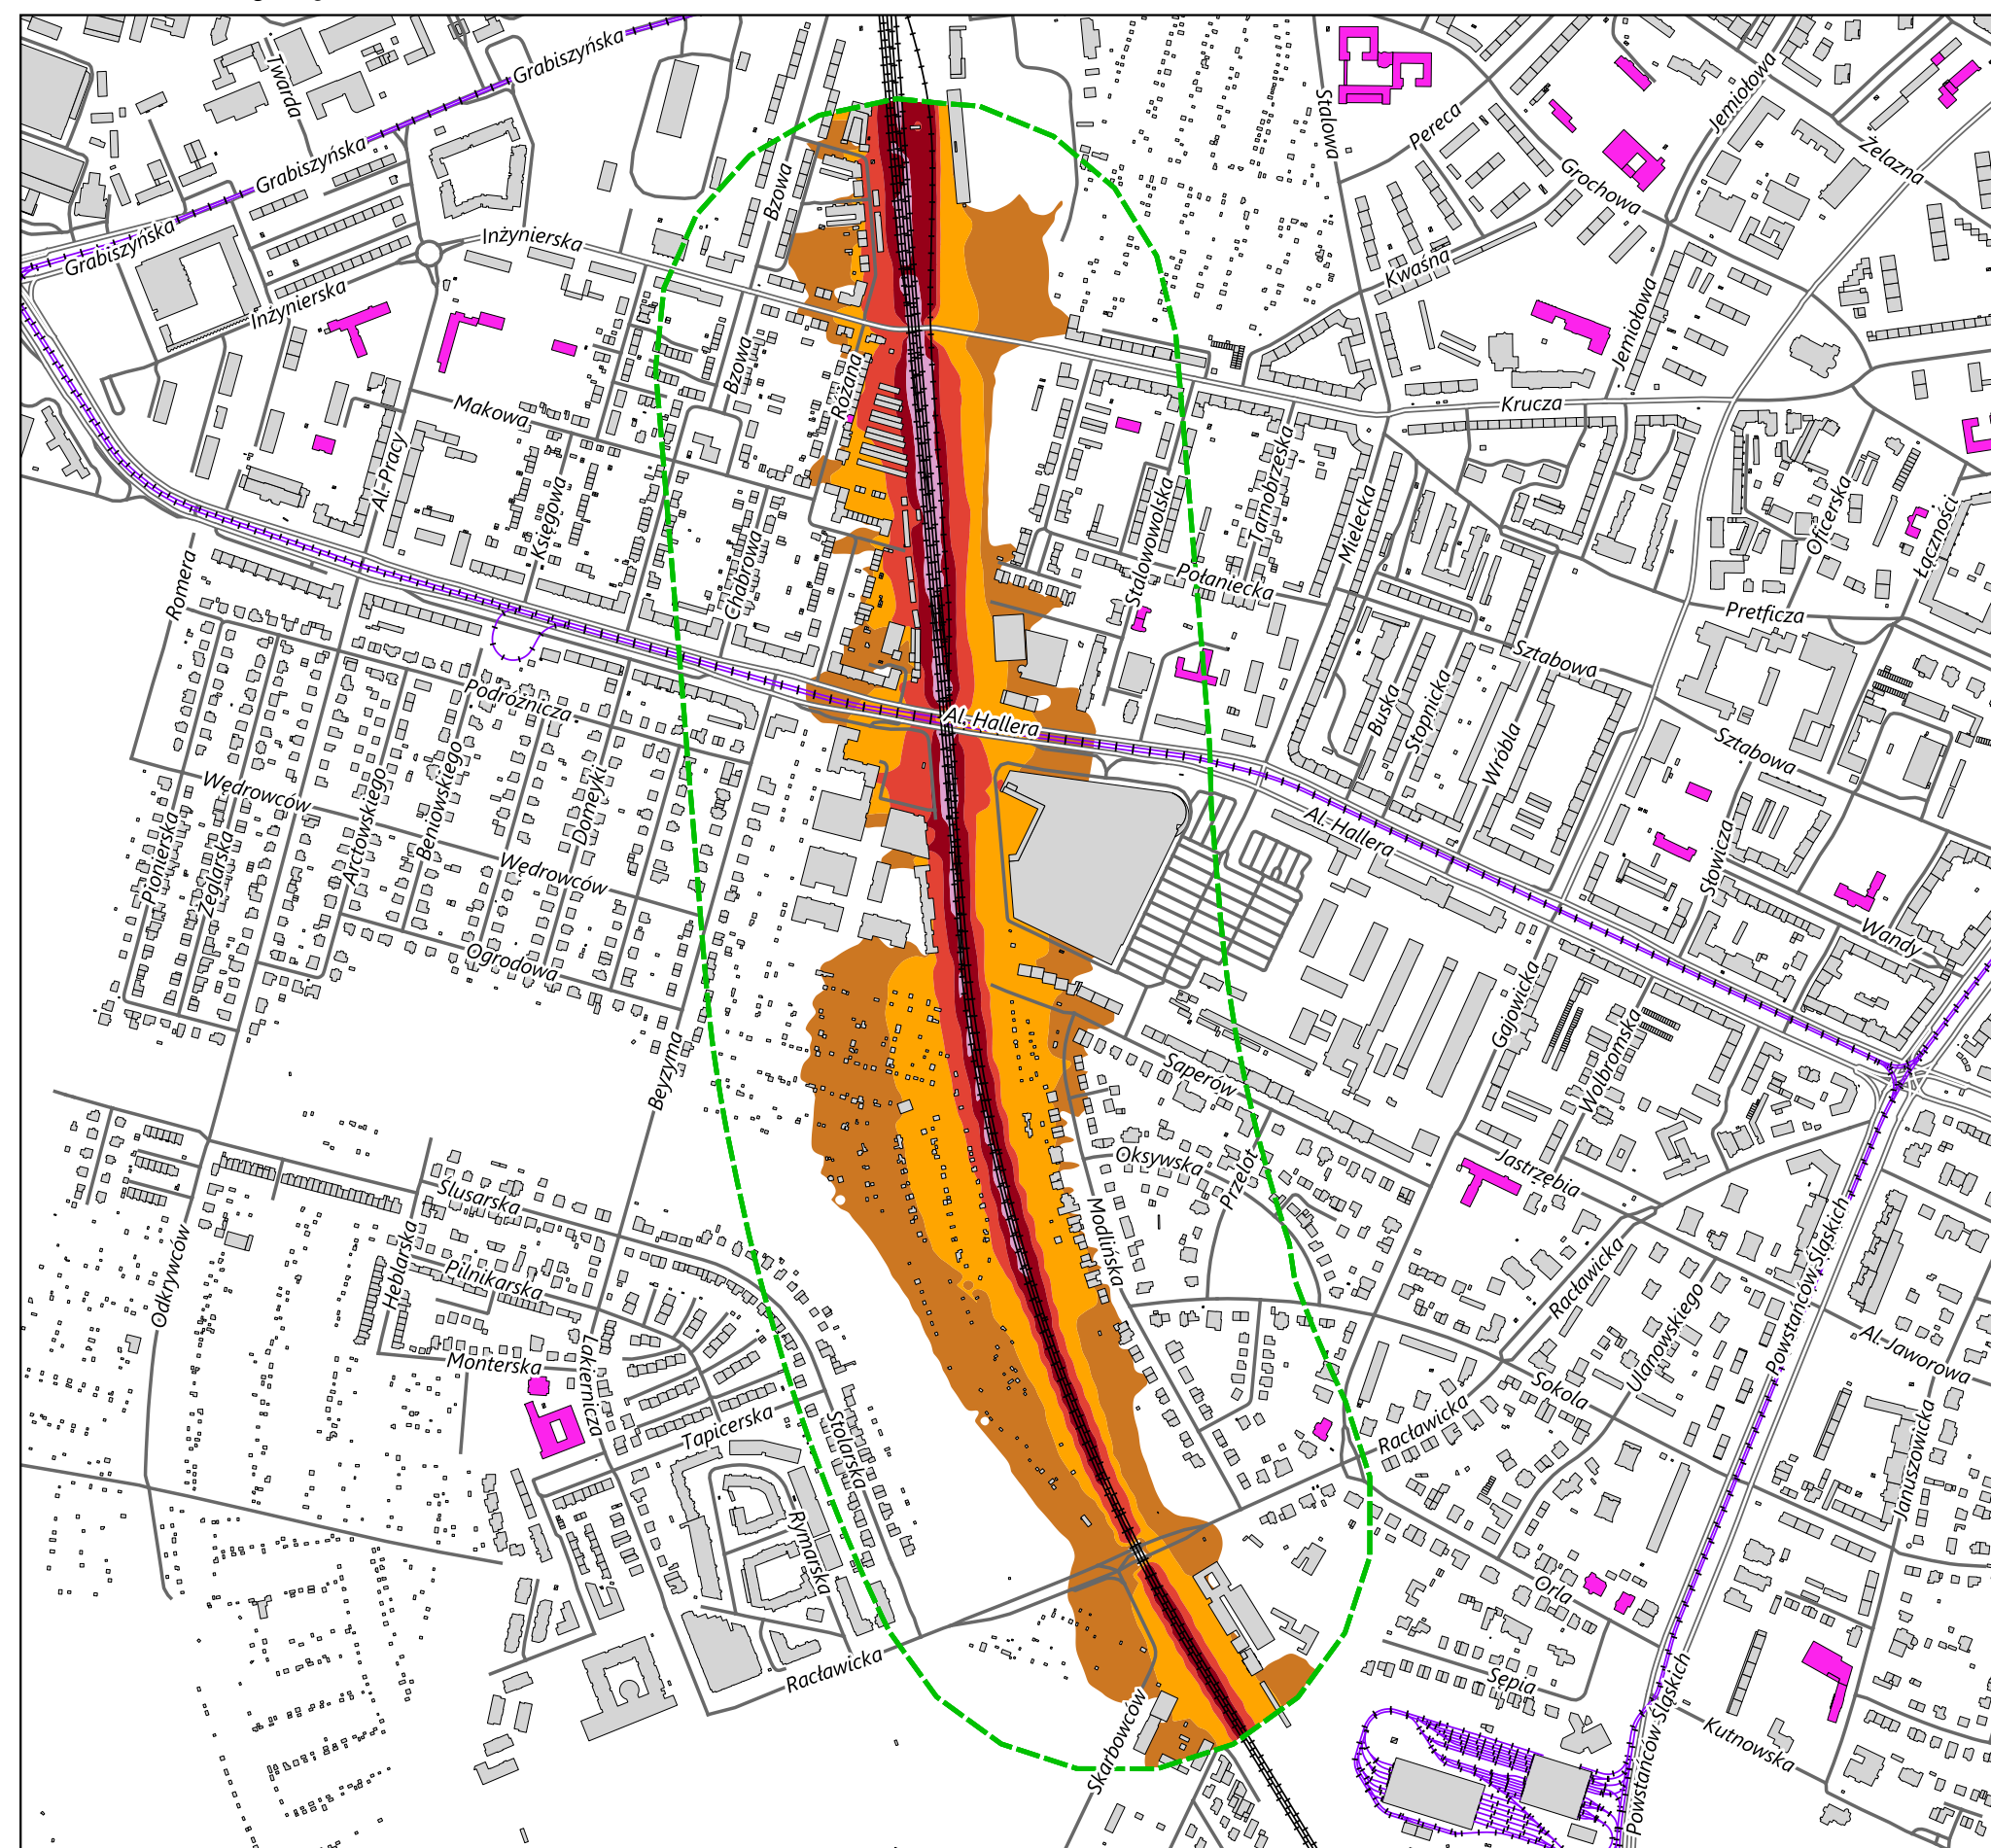 Twarda
Grabiszyńska
Grabiszyńska
Grabiszyńska
Grabiszyńska
Inżynierska
Inżynierska
Bzowa
Bzowa
Stalowa
Pereca
Jemiołowa
Żelazna
Grochowa
Kwaśna
Jemiołowa
Krucza
Różana
Makowa
Al. Pracy
Księgowa
Chabrowa
Stalowowolska
Tarnobrzeska
Mielecka
Połaniecka
Oficerska
Łączności
Pretficza
Romera
Podróżnicza
Al. Hallera
Sztabowa
Sztabowa
Buska
Stopnicka
Wróbla
Wędrowców
Wędrowców
Pionierska
Żeglarska
Arctowskiego
Beniowskiego
Domeyki
Ogrodowa
Al. Hallera
Słowicza
Wandy
Gajowicka
Wolbromska
Beyzyma
Saperów
Oksywska
Przelot
Modlińska
Jastrzębia
Racławicka
Ulanowskiego
Powstańców Śląskich
Al. Jaworowa
Ślusarska
Pilnikarska
Heblarska
Odkrywców
Monterska
Lakiernicza
Tapicerska
Stolarska
Rymarska
Racławicka
Racławicka
Sokola
Januszowicka
Orla
Sepia
Skarbowców
Powstańców Śląskich
Kutnowska